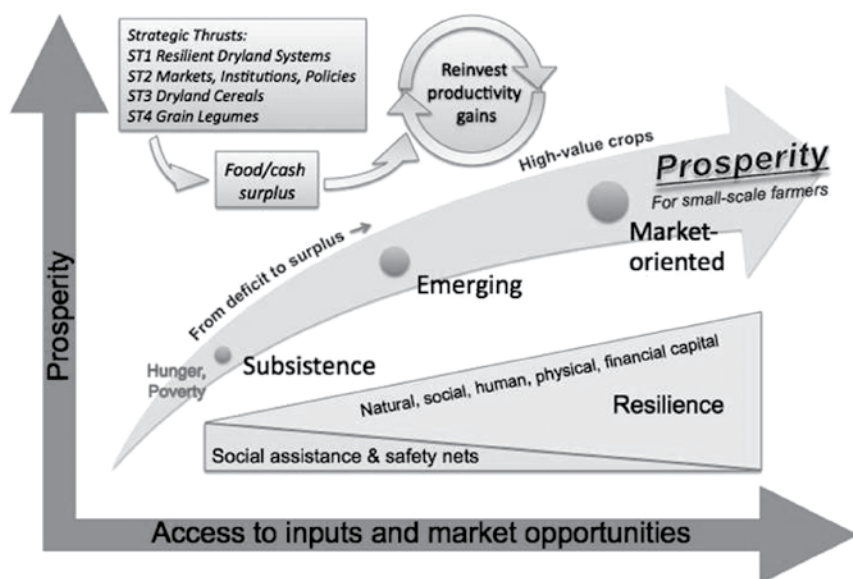 Strategic Thrusts:
ST1 Resilient Dryland Systems
ST2 Markets, Institutions, Policies
ST3 Dryland Cereals
ST4 Grain Legumes
Reinvest
productivity
gains
Food/cash
surplus
High-value crops
Prosperity
For small-scale farmers
Market-
oriented
From deficit to surplus →
Emerging
Subsistence
Hunger,
Poverty
Prosperity
Natural, social, human, physical, financial capital
Resilience
Social assistance & safety nets
Access to inputs and market opportunities